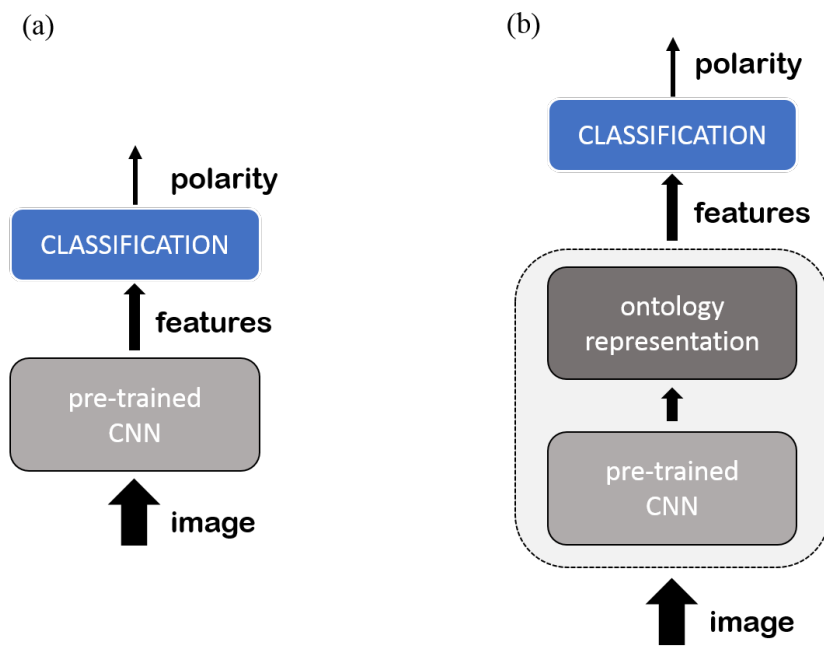 (a)
polarity
CLASSIFICATION
features
pre-trained
CNN
image
(b)
polarity
CLASSIFICATION
features
ontology
representation
pre-trained
CNN
image